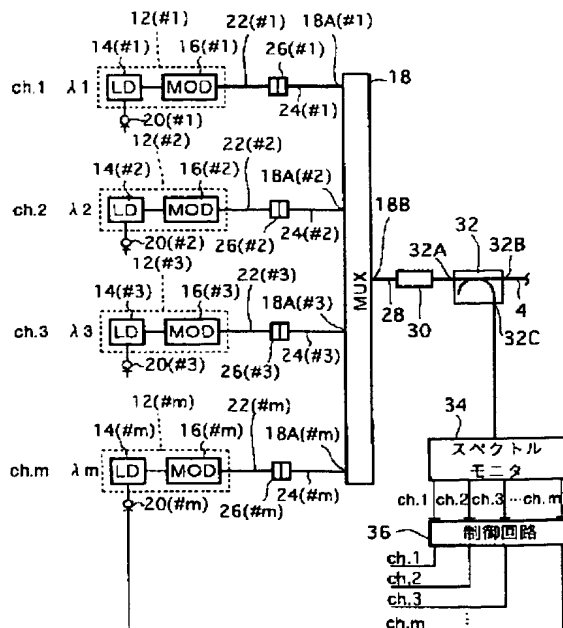 12(#1)
22(#1)
18A(#1)
14(#1)
16(#1)
26(#1)
18
ch.1
λ1
LD
MOD
24(#1)
20(#1)
12(#2)
22(#2)
14(#2)
16(#2)
18A(#2)
ch.2
λ2
LD
MOD
24(#2)
20(#2)
26(#2)
12(#3)
18B
32A
32
32B
MUX
28
30
4
32C
14(#3)
16(#3)
22(#3)
18A(#3)
ch.3
λ3
LD
MOD
24(#3)
20(#3)
26(#3)
12(#m)
14(#m)
16(#m)
22(#m)
18A(#m)
34
スペクトル
モニタ
ch.m
λm
LD
MOD
24(#m)
20(#m)
26(#m)
ch.1
ch.2
ch.3
…ch.m
36
制御回路
ch.1
ch,2
ch.3
⋮
ch.m